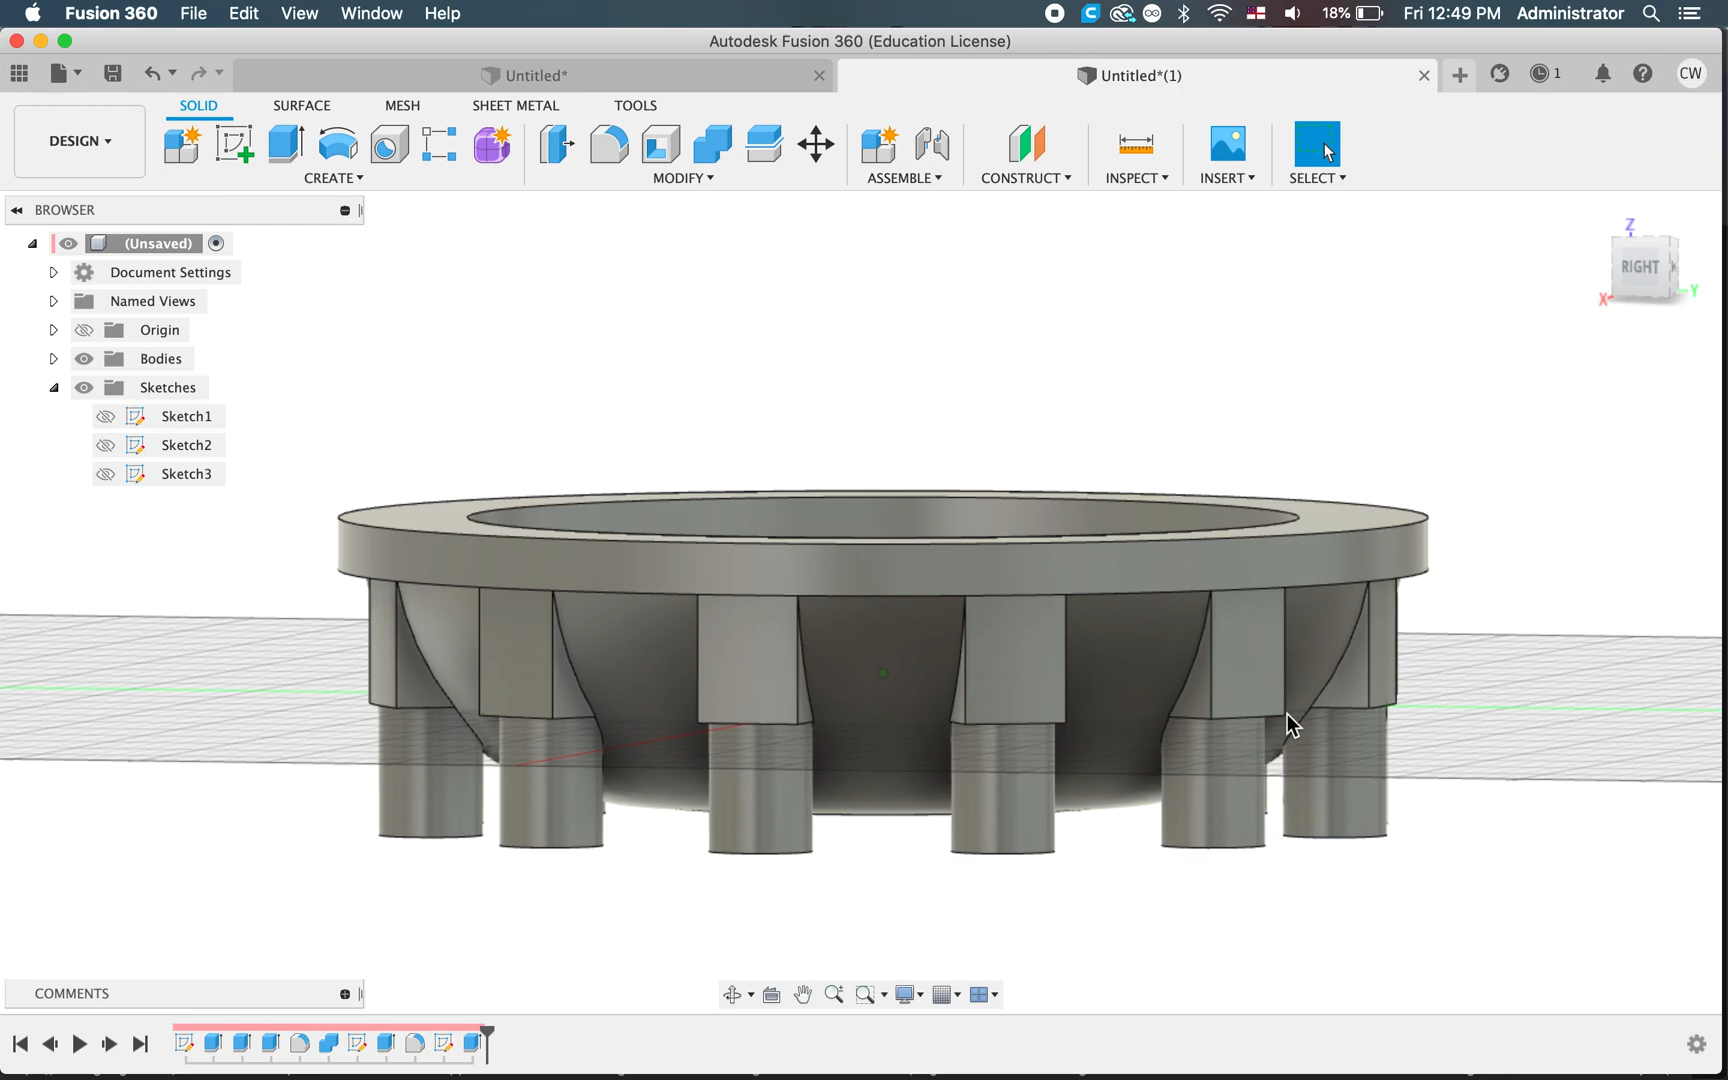 Fusion 360 File Edit View Window Help 18% Fri 12:49 PM Administrator
Autodesk Fusion 360 (Education License)
Untitled* Untitled*(1) 1 CW
SOLID SURFACE MESH SHEET METAL TOOLS
DESIGN
CREATE MODIFY ASSEMBLE CONSTRUCT INSPECT INSERT SELECT
BROWSER
(Unsaved)
Document Settings
Named Views
Origin
Bodies
Sketches
Sketch1
Sketch2
Sketch3
Z
RIGHT
X Y
COMMENTS